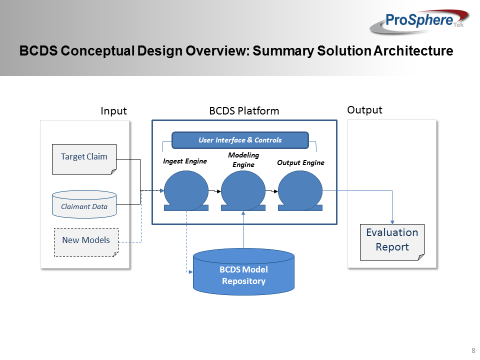 ProSphere
Tek
BCDS Conceptual Design Overview: Summary Solution Architecture
Input
BCDS Platform
Output
User Interface & Controls
Ingest Engine
Modeling
Engine
Output Engine
Target Claim
Claimant Data
New Models
Evaluation
Report
BCDS Model
Repository
8